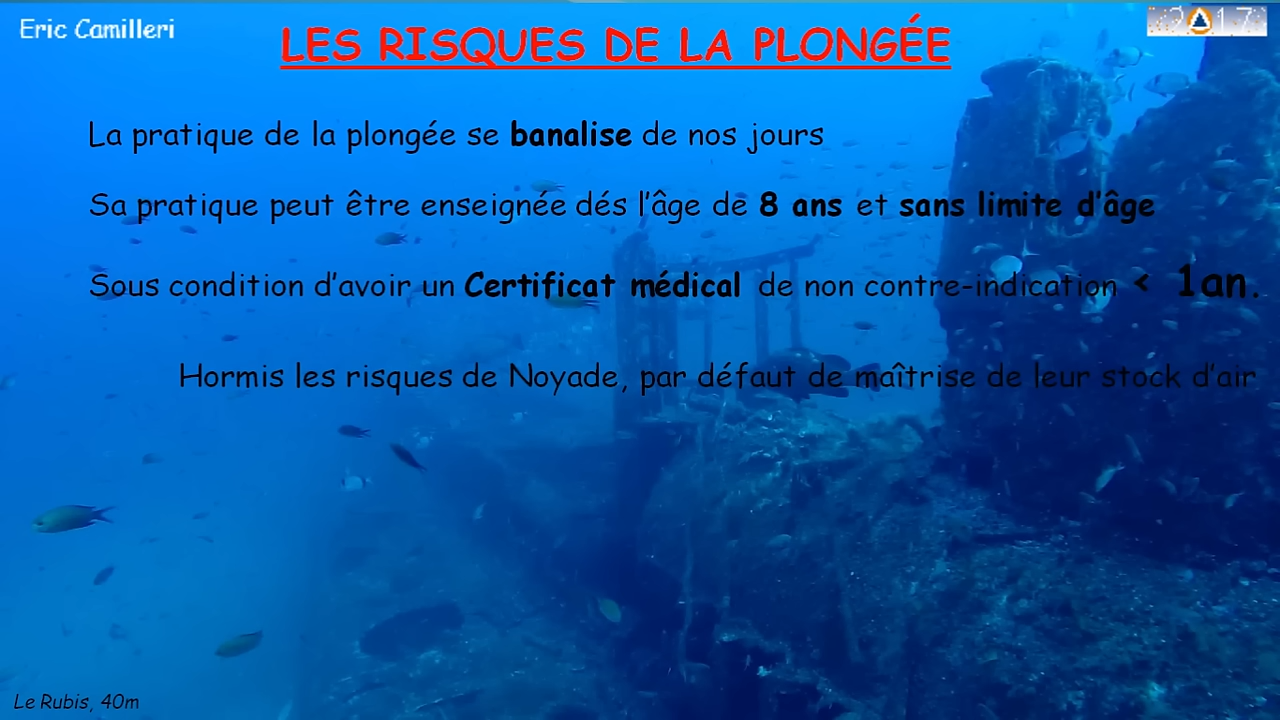 Eric Camilleri
2017
LES RISQUES DE LA PLONGÉE
La pratique de la plongée se banalise de nos jours
Sa pratique peut être enseignée dés l'âge de 8 ans et sans limite d'âge
Sous condition d'avoir un Certificat médical de non contre-indication < 1an.
Hormis les risques de Noyade, par défaut de maîtrise de leur stock d'air
Le Rubis, 40m